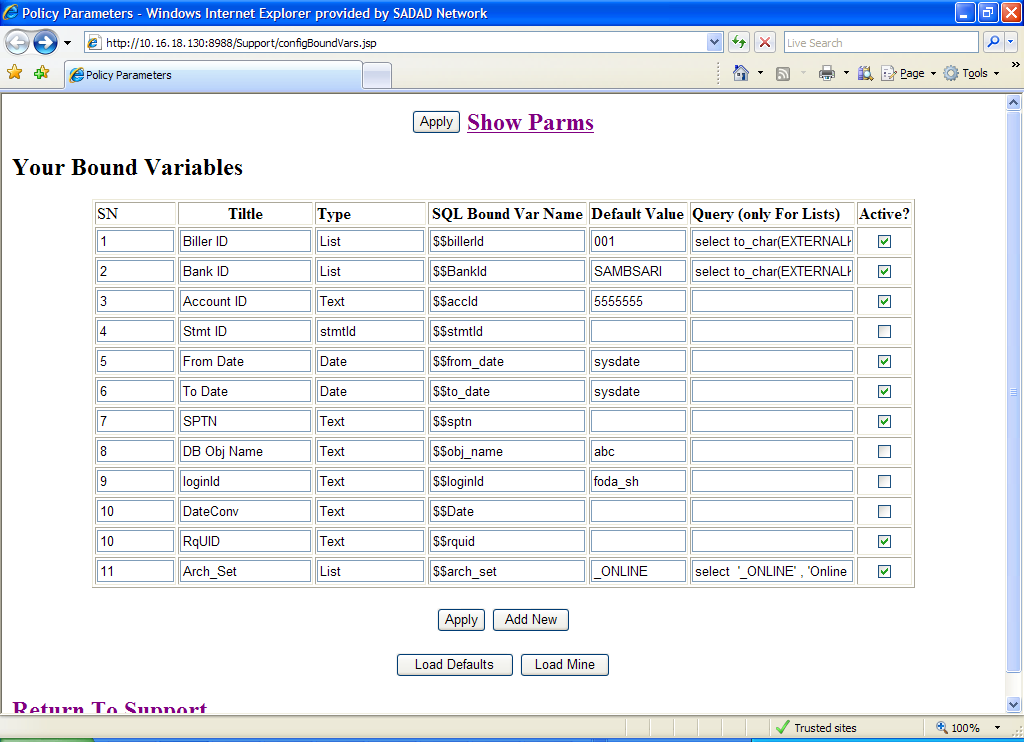 Policy Parameters - Windows Internet Explorer provided by SADAD Network
http://10.16.18.130:8988/Support/configBoundVars.jsp
Live Search
Policy Parameters
Page
Tools
Apply Show Parms
Your Bound Variables
SN Tiltle Type SQL Bound Var Name Default Value Query (only For Lists) Active?
1 Biller ID List $$billerId 001 select to_char(EXTERNALK
2 Bank ID List $$BankId SAMBSARI select to_char(EXTERNALK
3 Account ID Text $$accId 5555555
4 Stmt ID stmtId $$stmtId
5 From Date Date $$from_date sysdate
6 To Date Date $$to_date sysdate
7 SPTN Text $$sptn
8 DB Obj Name Text $$obj_name abc
9 loginId Text $$loginId foda_sh
10 DateConv Text $$Date
10 RqUID Text $$rquid
11 Arch_Set List $$arch_set _ONLINE select '_ONLINE' , 'Online
Apply Add New
Load Defaults Load Mine
Return To Support
Trusted sites
100%